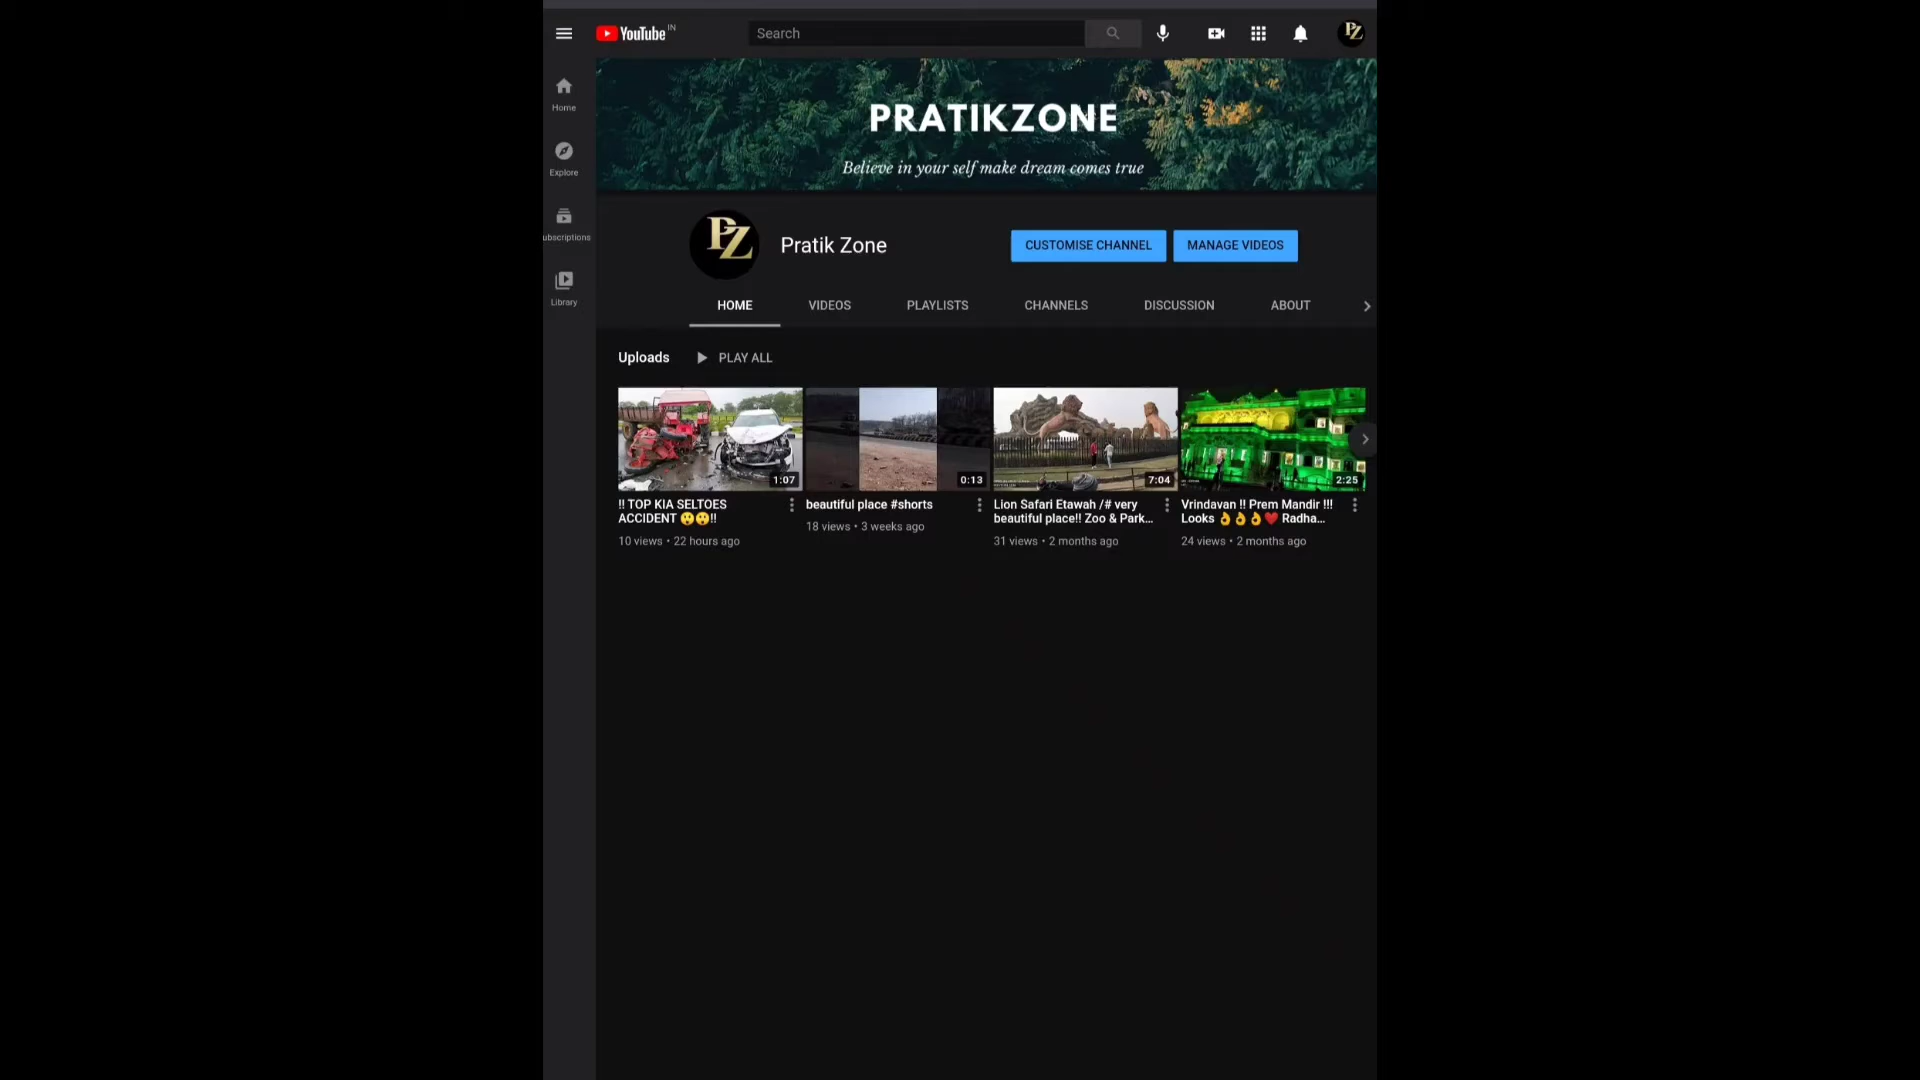 YouTube IN
Search
Home
Explore
ubscriptions
Library
PRATIKZONE
Believe in your self make dream comes true
PZ
Pratik Zone
CUSTOMISE CHANNEL
MANAGE VIDEOS
HOME VIDEOS PLAYLISTS CHANNELS DISCUSSION ABOUT
Uploads PLAY ALL
1:07
!! TOP KIA SELTOES
ACCIDENT 😲😲!!
10 views • 22 hours ago
0:13
beautiful place #shorts
18 views • 3 weeks ago
7:04
Lion Safari Etawah /# very
beautiful place!! Zoo & Park...
31 views • 2 months ago
2:25
Vrindavan !! Prem Mandir !!!
Looks 👌👌👌❤️ Radha...
24 views • 2 months ago